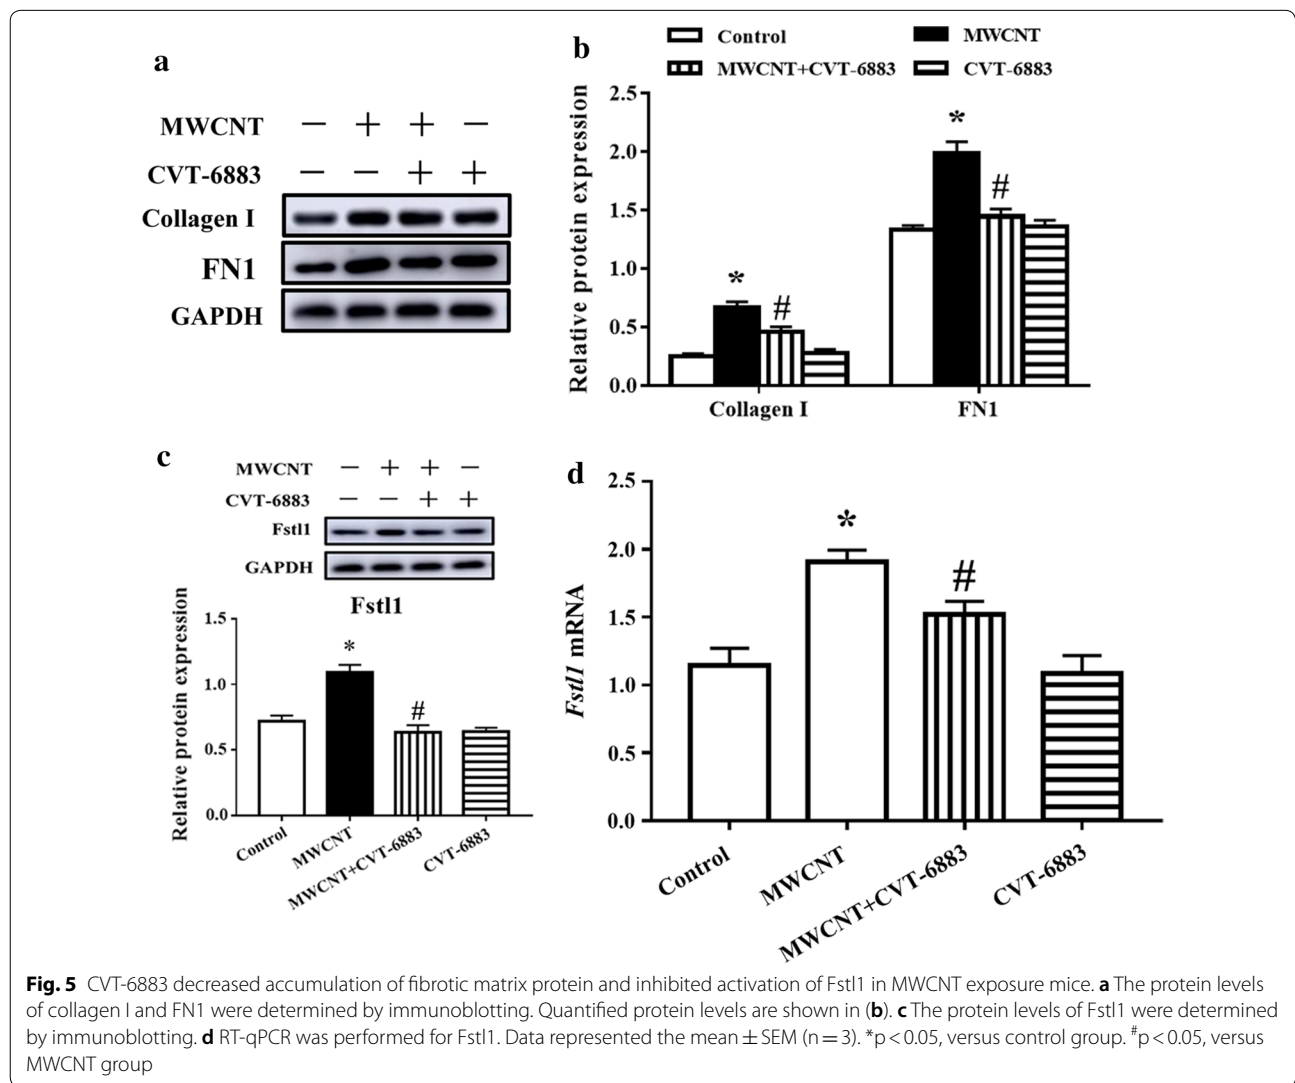 a
MWCNT − + + −
CVT-6883 − − + +
Collagen I
FN1
GAPDH
b
Control
MWCNT
MWCNT+CVT-6883
CVT-6883
Relative protein expression
2.5
2.0
1.5
1.0
0.5
0.0
*
#
*
#
Collagen I
FN1
c
MWCNT − + + −
CVT-6883 − − + +
Fstl1
GAPDH
Fstl1
Relative protein expression
1.5
1.0
0.5
0.0
*
#
Control
MWCNT
MWCNT+CVT-6883
CVT-6883
d
Fstl1 mRNA
2.5
2.0
1.5
1.0
0.5
0.0
*
#
Control
MWCNT
MWCNT+CVT-6883
CVT-6883
Fig. 5 CVT-6883 decreased accumulation of fibrotic matrix protein and inhibited activation of Fstl1 in MWCNT exposure mice. a The protein levels
of collagen I and FN1 were determined by immunoblotting. Quantified protein levels are shown in (b). c The protein levels of Fstl1 were determined
by immunoblotting. d RT-qPCR was performed for Fstl1. Data represented the mean ± SEM (n = 3). *p < 0.05, versus control group. #p < 0.05, versus
MWCNT group